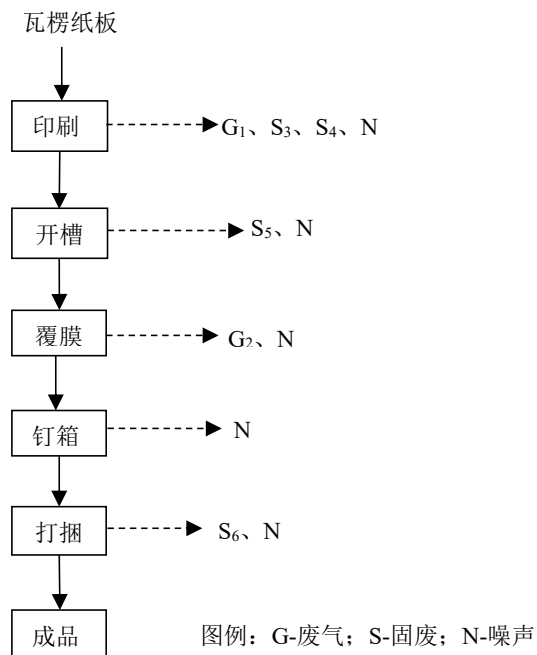 瓦楞纸板
印刷
G₁、S₃、S₄、N
开槽
S₅、N
覆膜
G₂、N
钉箱
N
打捆
S₆、N
成品
图例：G-废气；S-固废；N-噪声